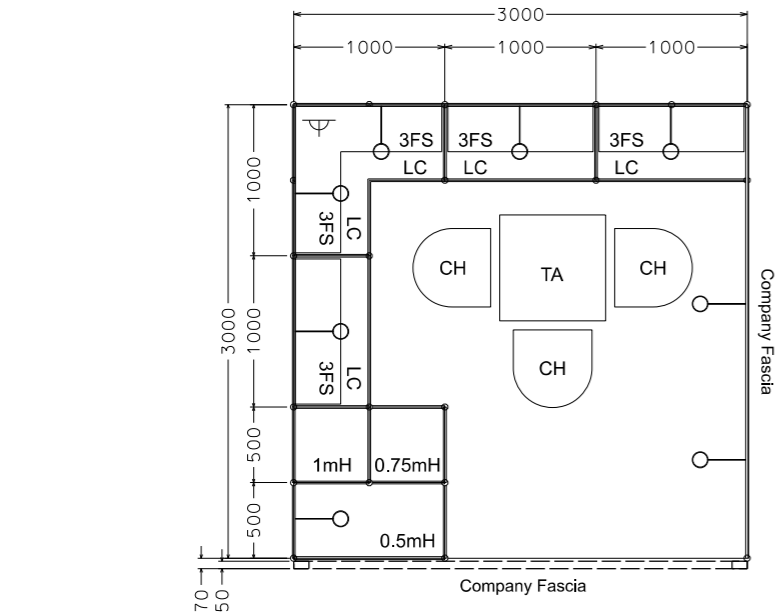 3000
1000 1000 1000
3FS 3FS 3FS
LC LC LC
1000
3FS LC
CH TA CH
Company Fascia
3000
1000
CH
3FS LC
500
1mH 0.75mH
500
0.5mH
70
50
Company Fascia